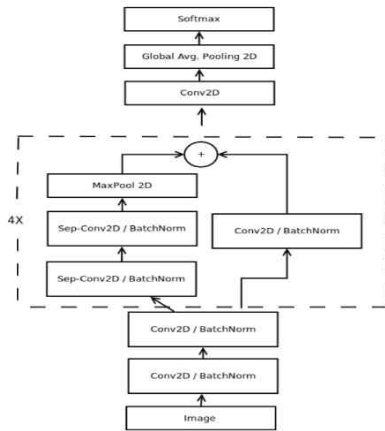 Softmax
Global Avg. Pooling 2D
Conv2D
+
MaxPool 2D
4X
Sep-Conv2D / BatchNorm
Conv2D / BatchNorm
Sep-Conv2D / BatchNorm
Conv2D / BatchNorm
Conv2D / BatchNorm
Image